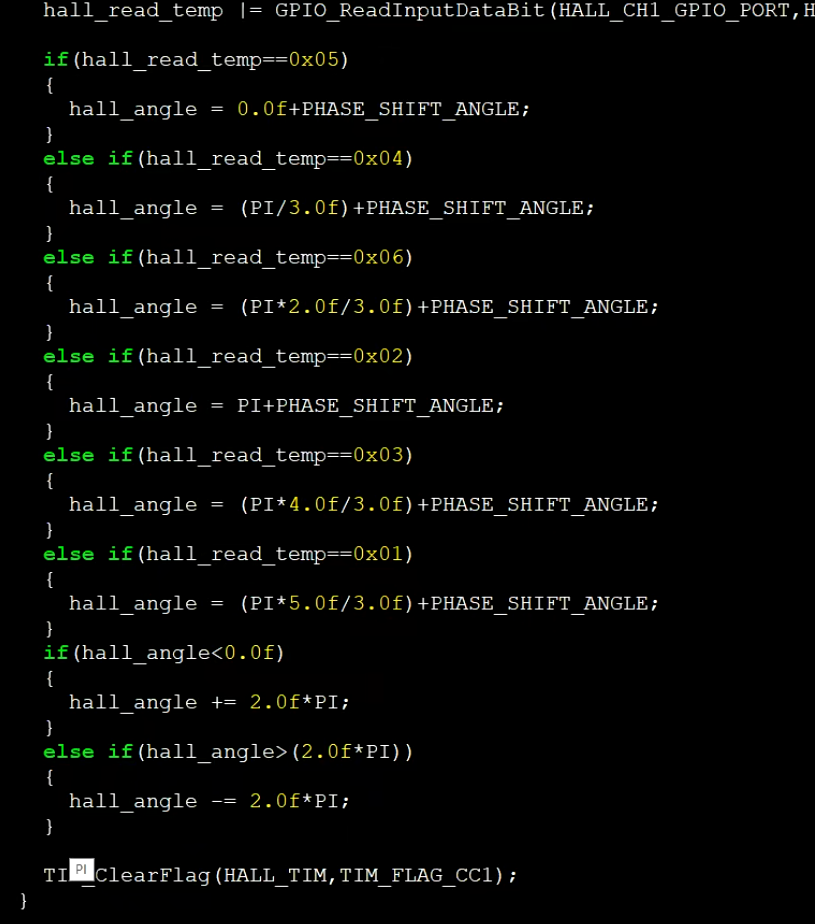 hall_read_temp |= GPIO_ReadInputDataBit(HALL_CH1_GPIO_PORT,H
if(hall_read_temp==0x05)
{
hall_angle = 0.0f+PHASE_SHIFT_ANGLE;
}
else if(hall_read_temp==0x04)
{
hall_angle = (PI/3.0f)+PHASE_SHIFT_ANGLE;
}
else if(hall_read_temp==0x06)
{
hall_angle = (PI*2.0f/3.0f)+PHASE_SHIFT_ANGLE;
}
else if(hall_read_temp==0x02)
{
hall_angle = PI+PHASE_SHIFT_ANGLE;
}
else if(hall_read_temp==0x03)
{
hall_angle = (PI*4.0f/3.0f)+PHASE_SHIFT_ANGLE;
}
else if(hall_read_temp==0x01)
{
hall_angle = (PI*5.0f/3.0f)+PHASE_SHIFT_ANGLE;
}
if(hall_angle<0.0f)
{
hall_angle += 2.0f*PI;
}
else if(hall_angle>(2.0f*PI))
{
hall_angle -= 2.0f*PI;
}
TI PI _ClearFlag(HALL_TIM,TIM_FLAG_CC1);
}